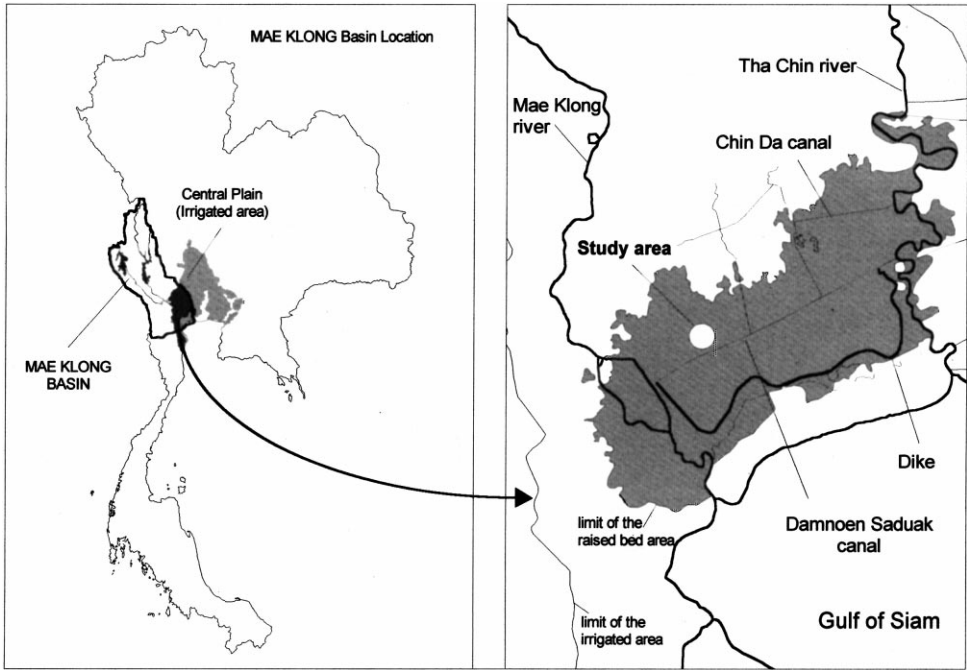 MAE KLONG Basin Location
Central Plain
(Irrigated area)
MAE KLONG
BASIN
Tha Chin river
Mae Klong
river
Chin Da canal
Study area
Dike
limit of the
raised bed area
Damnoen Saduak
canal
limit of the
irrigated area
Gulf of Siam